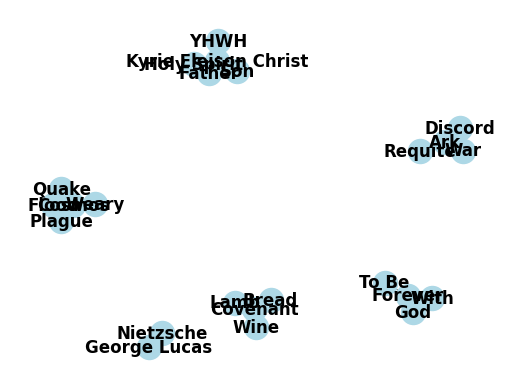 YHWH
Kyrie Eleison Christ
Holy Spirit
Father Son
Discord
Ark
Requite War
Quake
Cosmos Weary
Plague
To Be
Forever With
God
Lamb Bread
Covenant
Wine
Nietzsche
George Lucas